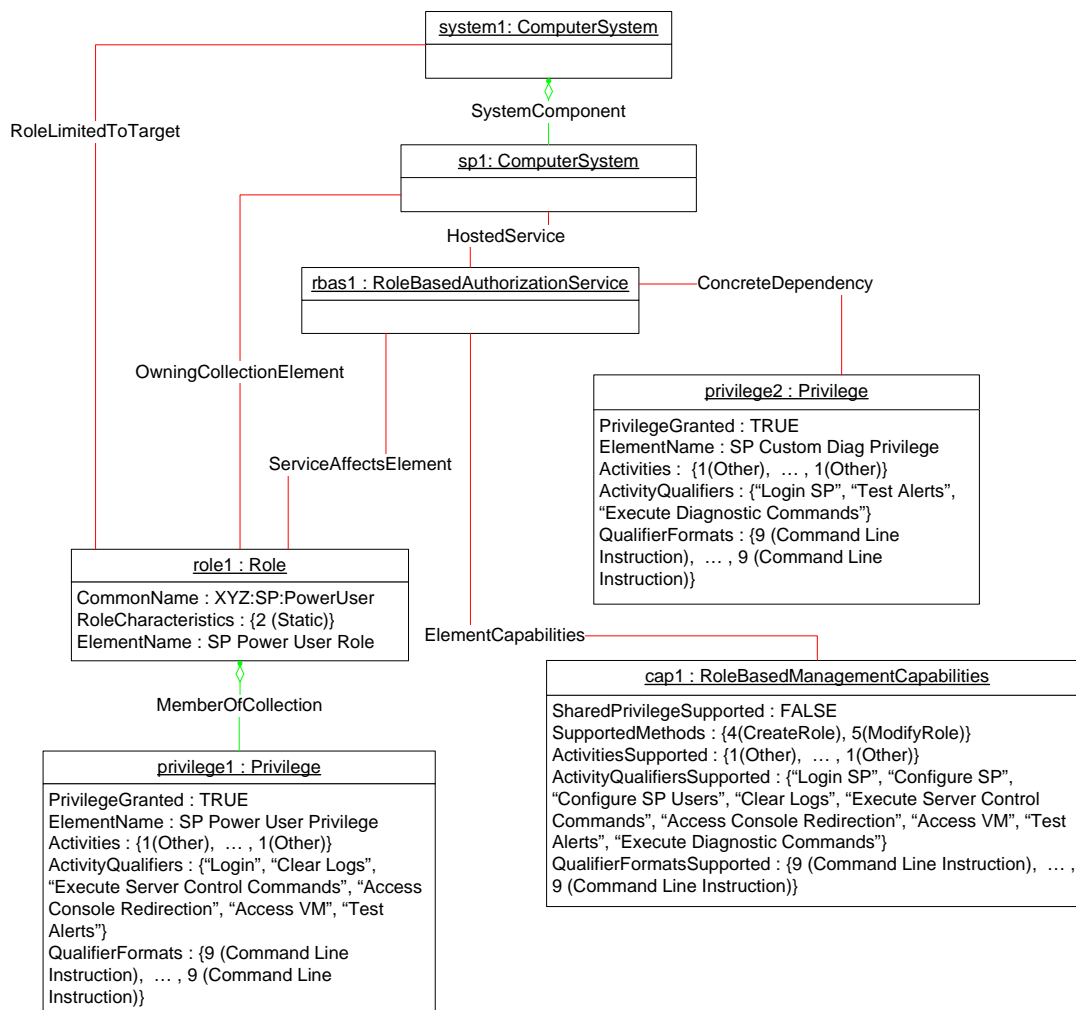 system1: ComputerSystem
RoleLimitedToTarget
SystemComponent
sp1: ComputerSystem
HostedService
rbas1 : RoleBasedAuthorizationService
ConcreteDependency
OwningCollectionElement
privilege2 : Privilege
PrivilegeGranted : TRUE
ElementName : SP Custom Diag Privilege
Activities :  {1(Other),  … , 1(Other)}
ActivityQualifiers : {“Login SP”, “Test Alerts”,
“Execute Diagnostic Commands”}
QualifierFormats : {9 (Command Line
Instruction),  … , 9 (Command Line
Instruction)}
ServiceAffectsElement
role1 : Role
CommonName : XYZ:SP:PowerUser
RoleCharacteristics : {2 (Static)}
ElementName : SP Power User Role
ElementCapabilities
MemberOfCollection
cap1 : RoleBasedManagementCapabilities
SharedPrivilegeSupported : FALSE
SupportedMethods : {4(CreateRole), 5(ModifyRole)}
ActivitiesSupported : {1(Other),  … , 1(Other)}
ActivityQualifiersSupported : {“Login SP”, “Configure SP”,
“Configure SP Users”, “Clear Logs”, “Execute Server Control
Commands”, “Access Console Redirection”, “Access VM”, “Test
Alerts”, “Execute Diagnostic Commands”}
QualifierFormatsSupported : {9 (Command Line Instruction),  … ,
9 (Command Line Instruction)}
privilege1 : Privilege
PrivilegeGranted : TRUE
ElementName : SP Power User Privilege
Activities : {1(Other),  … , 1(Other)}
ActivityQualifiers : {“Login”, “Clear Logs”,
“Execute Server Control Commands”, “Access
Console Redirection”, “Access VM”, “Test
Alerts”}
QualifierFormats : {9 (Command Line
Instruction),  … , 9 (Command Line
Instruction)}